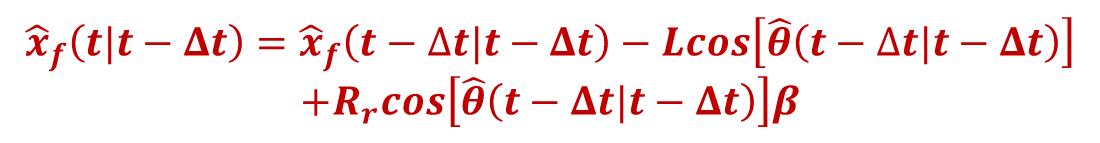 x̂_f(t|t − Δt) = x̂_f(t − Δt|t − Δt) − Lcos[θ̂(t − Δt|t − Δt)]
+R_r cos[θ̂(t − Δt|t − Δt)]β